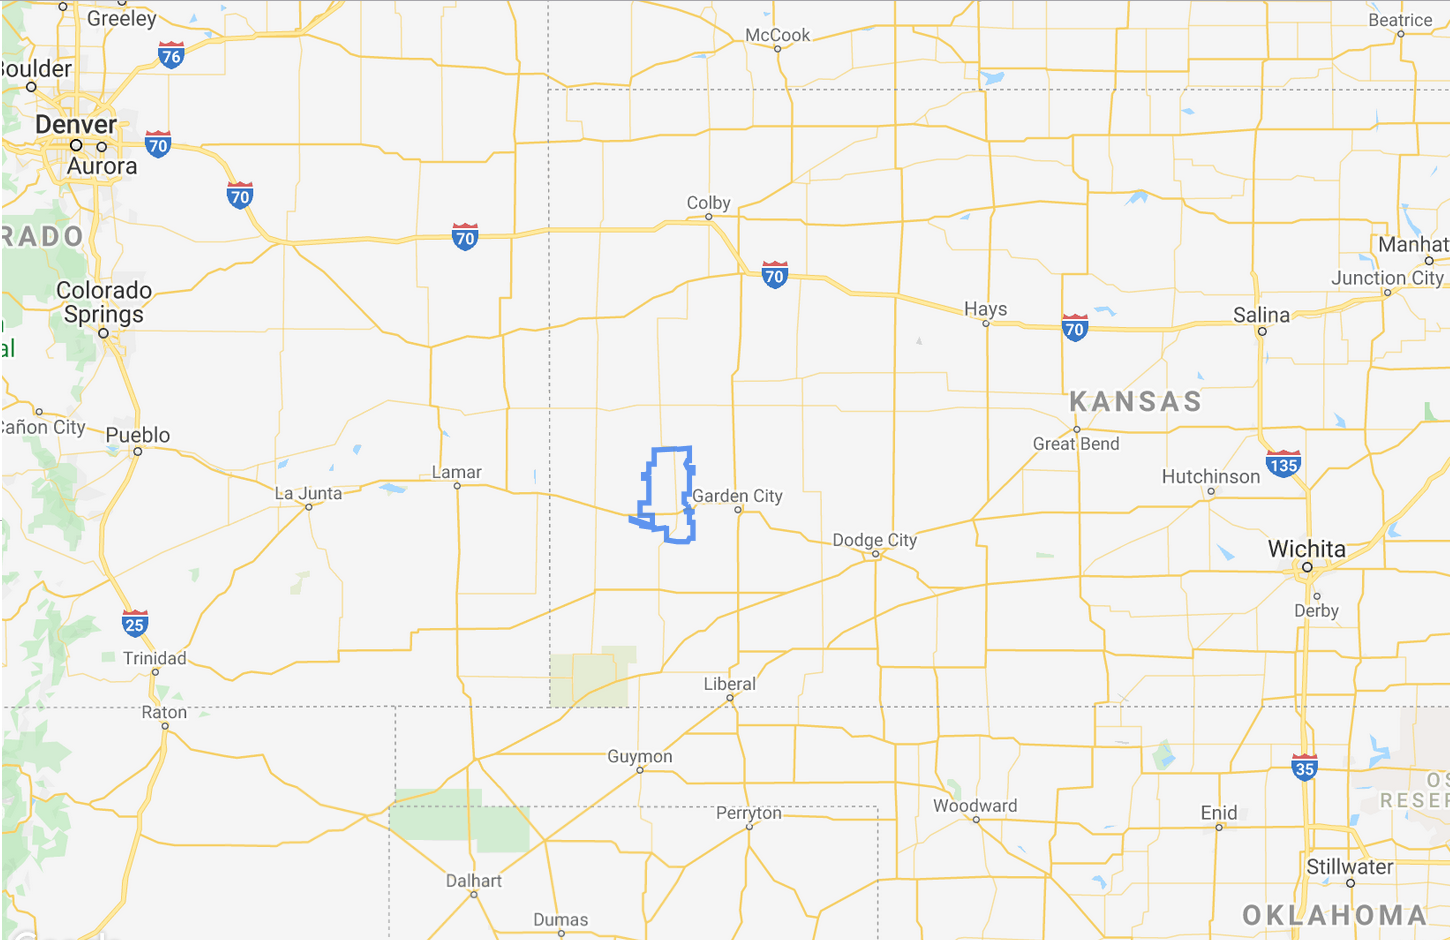 Greeley
McCook
Beatrice
76
Boulder
Denver
70
Aurora
70
Colby
RADO
70
Manhat
70
Junction City
Colorado
Springs
Hays
Salina
70
al
KANSAS
Cañon City
Pueblo
Great Bend
135
Lamar
Hutchinson
La Junta
Garden City
Dodge City
Wichita
Derby
25
Trinidad
Liberal
Raton
Guymon
35
OS
RESER
Woodward
Perryton
Enid
Stillwater
Dalhart
Dumas
OKLAHOMA
Google